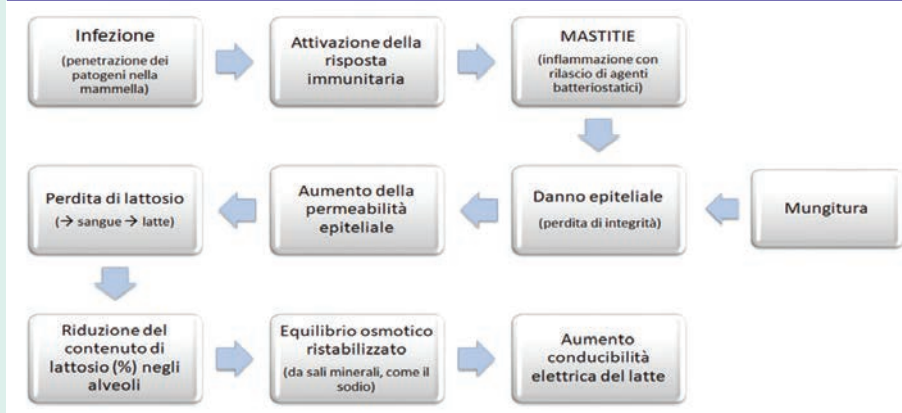 Infezione
(penetrazione dei
patogeni nella
mammella)
Attivazione della
risposta
immunitaria
MASTITIE
(inflammazione con
rilascio di agenti
batteriostatici)
Perdita di lattosio
(→ sangue → latte)
Aumento della
permeabilità
epiteliale
Danno epiteliale
(perdita di integrità)
Mungitura
Riduzione del
contenuto di
lattosio (%) negli
alveoli
Equilibrio osmotico
ristabilizzato
(da sali minerali, come il
sodio)
Aumento
conducibilità
elettrica del latte